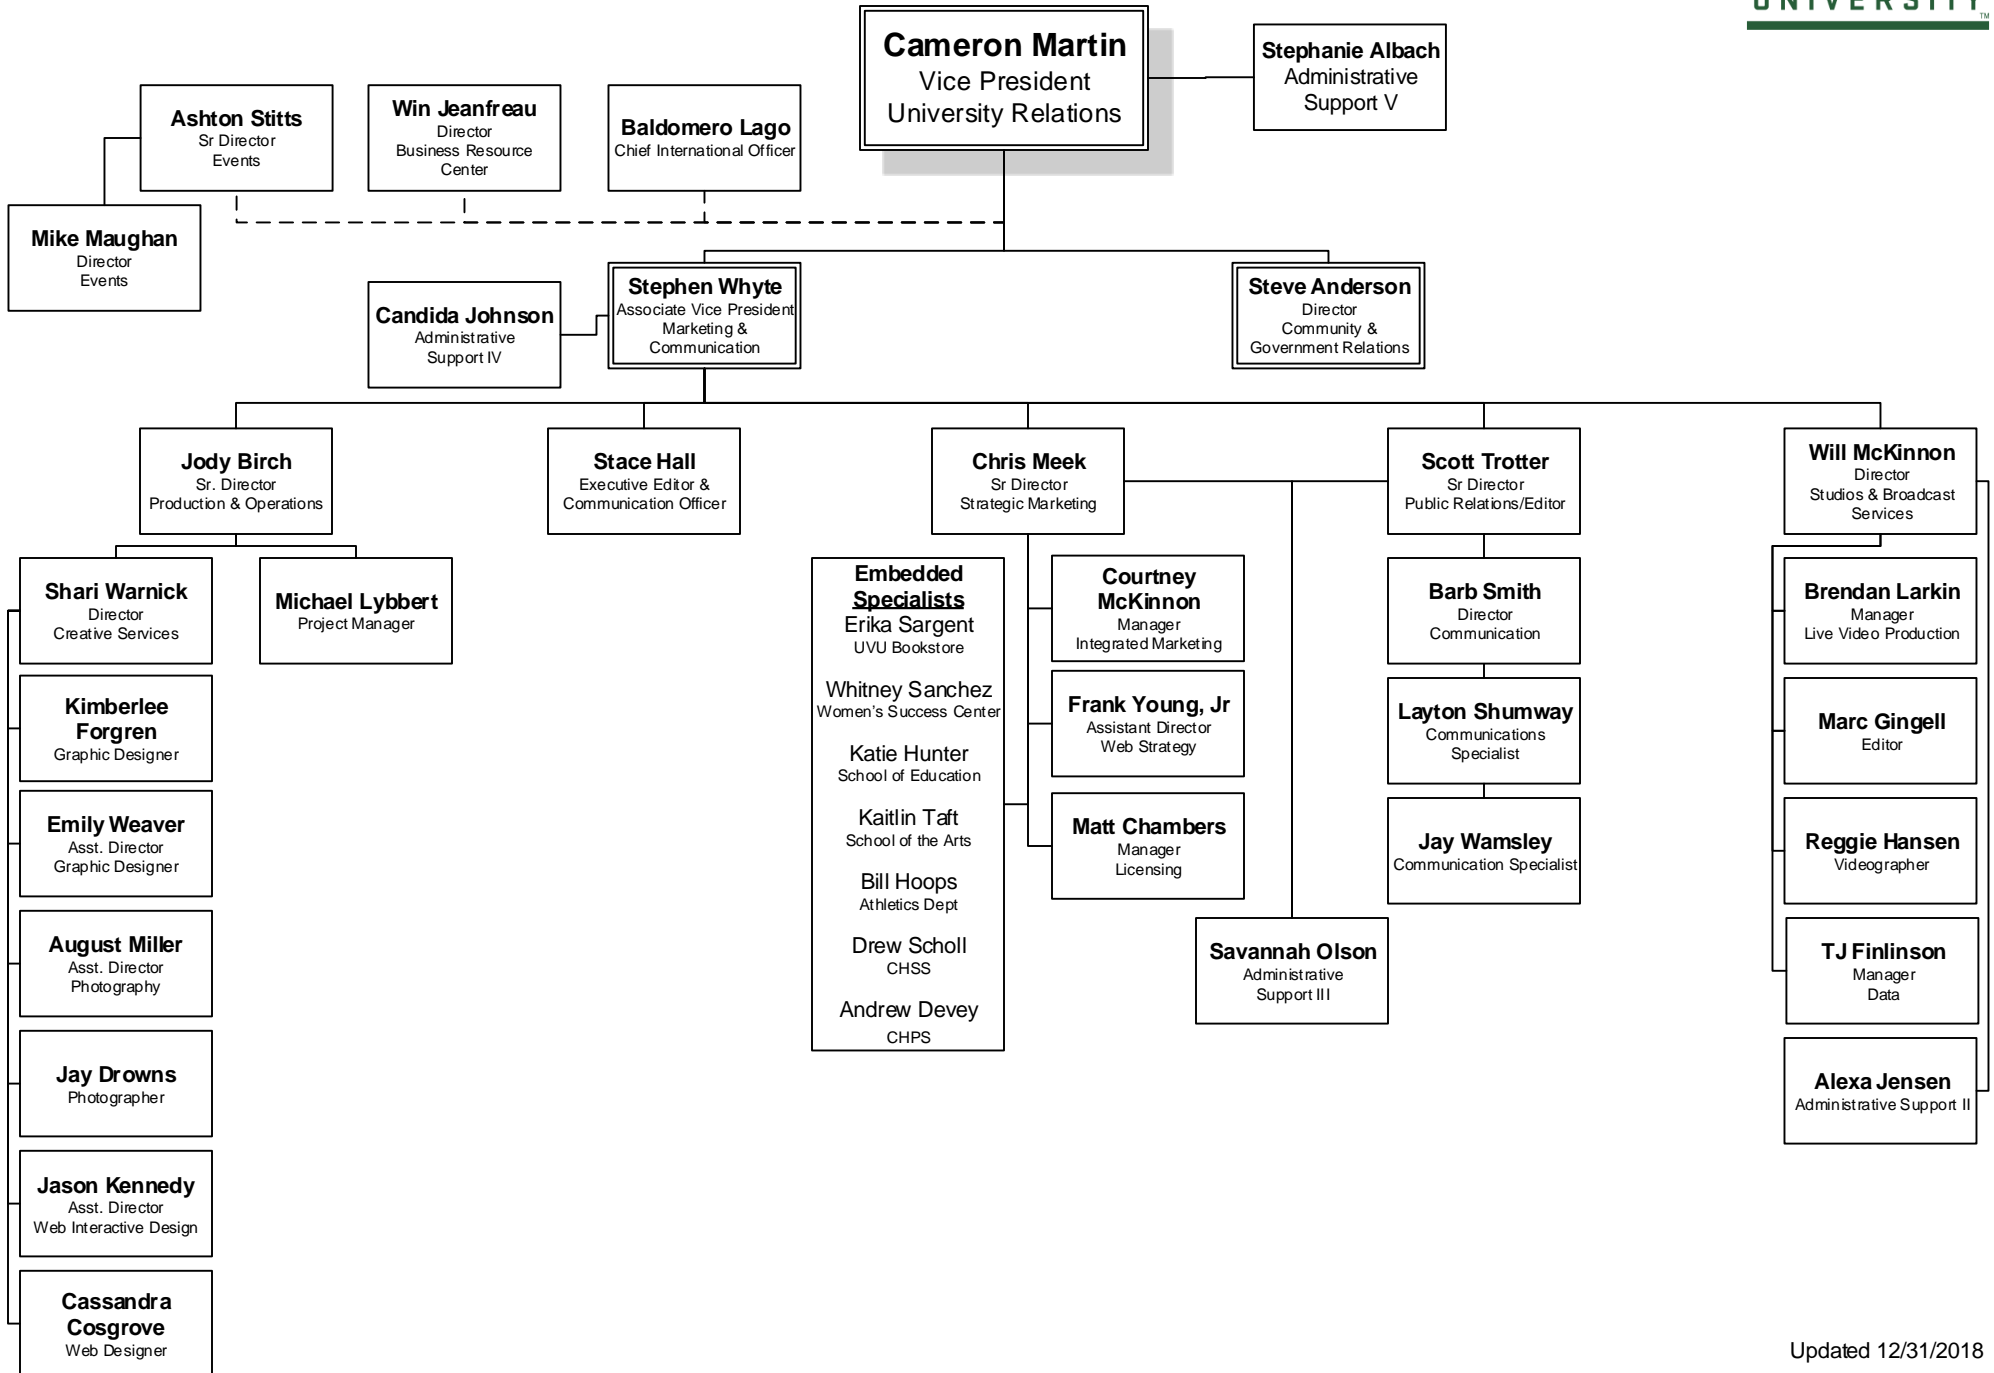 UNIVERSITY
TM
Cameron Martin
Vice President
University Relations
Stephanie Albach
Administrative
Support V
Ashton Stitts
Sr Director
Events
Win Jeanfreau
Director
Business Resource
Center
Baldomero Lago
Chief International Officer
Mike Maughan
Director
Events
Candida Johnson
Administrative
Support IV
Stephen Whyte
Associate Vice President
Marketing &
Communication
Steve Anderson
Director
Community &
Government Relations
Jody Birch
Sr. Director
Production & Operations
Stace Hall
Executive Editor &
Communication Officer
Chris Meek
Sr Director
Strategic Marketing
Scott Trotter
Sr Director
Public Relations/Editor
Will McKinnon
Director
Studios & Broadcast
Services
Shari Warnick
Director
Creative Services
Michael Lybbert
Project Manager
Kimberlee
Forgren
Graphic Designer
Emily Weaver
Asst. Director
Graphic Designer
August Miller
Asst. Director
Photography
Jay Drowns
Photographer
Jason Kennedy
Asst. Director
Web Interactive Design
Cassandra
Cosgrove
Web Designer
Embedded
Specialists
Erika Sargent
UVU Bookstore
Whitney Sanchez
Women's Success Center
Katie Hunter
School of Education
Kaitlin Taft
School of the Arts
Bill Hoops
Athletics Dept
Drew Scholl
CHSS
Andrew Devey
CHPS
Courtney
McKinnon
Manager
Integrated Marketing
Frank Young, Jr
Assistant Director
Web Strategy
Matt Chambers
Manager
Licensing
Savannah Olson
Administrative
Support III
Barb Smith
Director
Communication
Layton Shumway
Communications
Specialist
Jay Wamsley
Communication Specialist
Brendan Larkin
Manager
Live Video Production
Marc Gingell
Editor
Reggie Hansen
Videographer
TJ Finlinson
Manager
Data
Alexa Jensen
Administrative Support II
Updated 12/31/2018